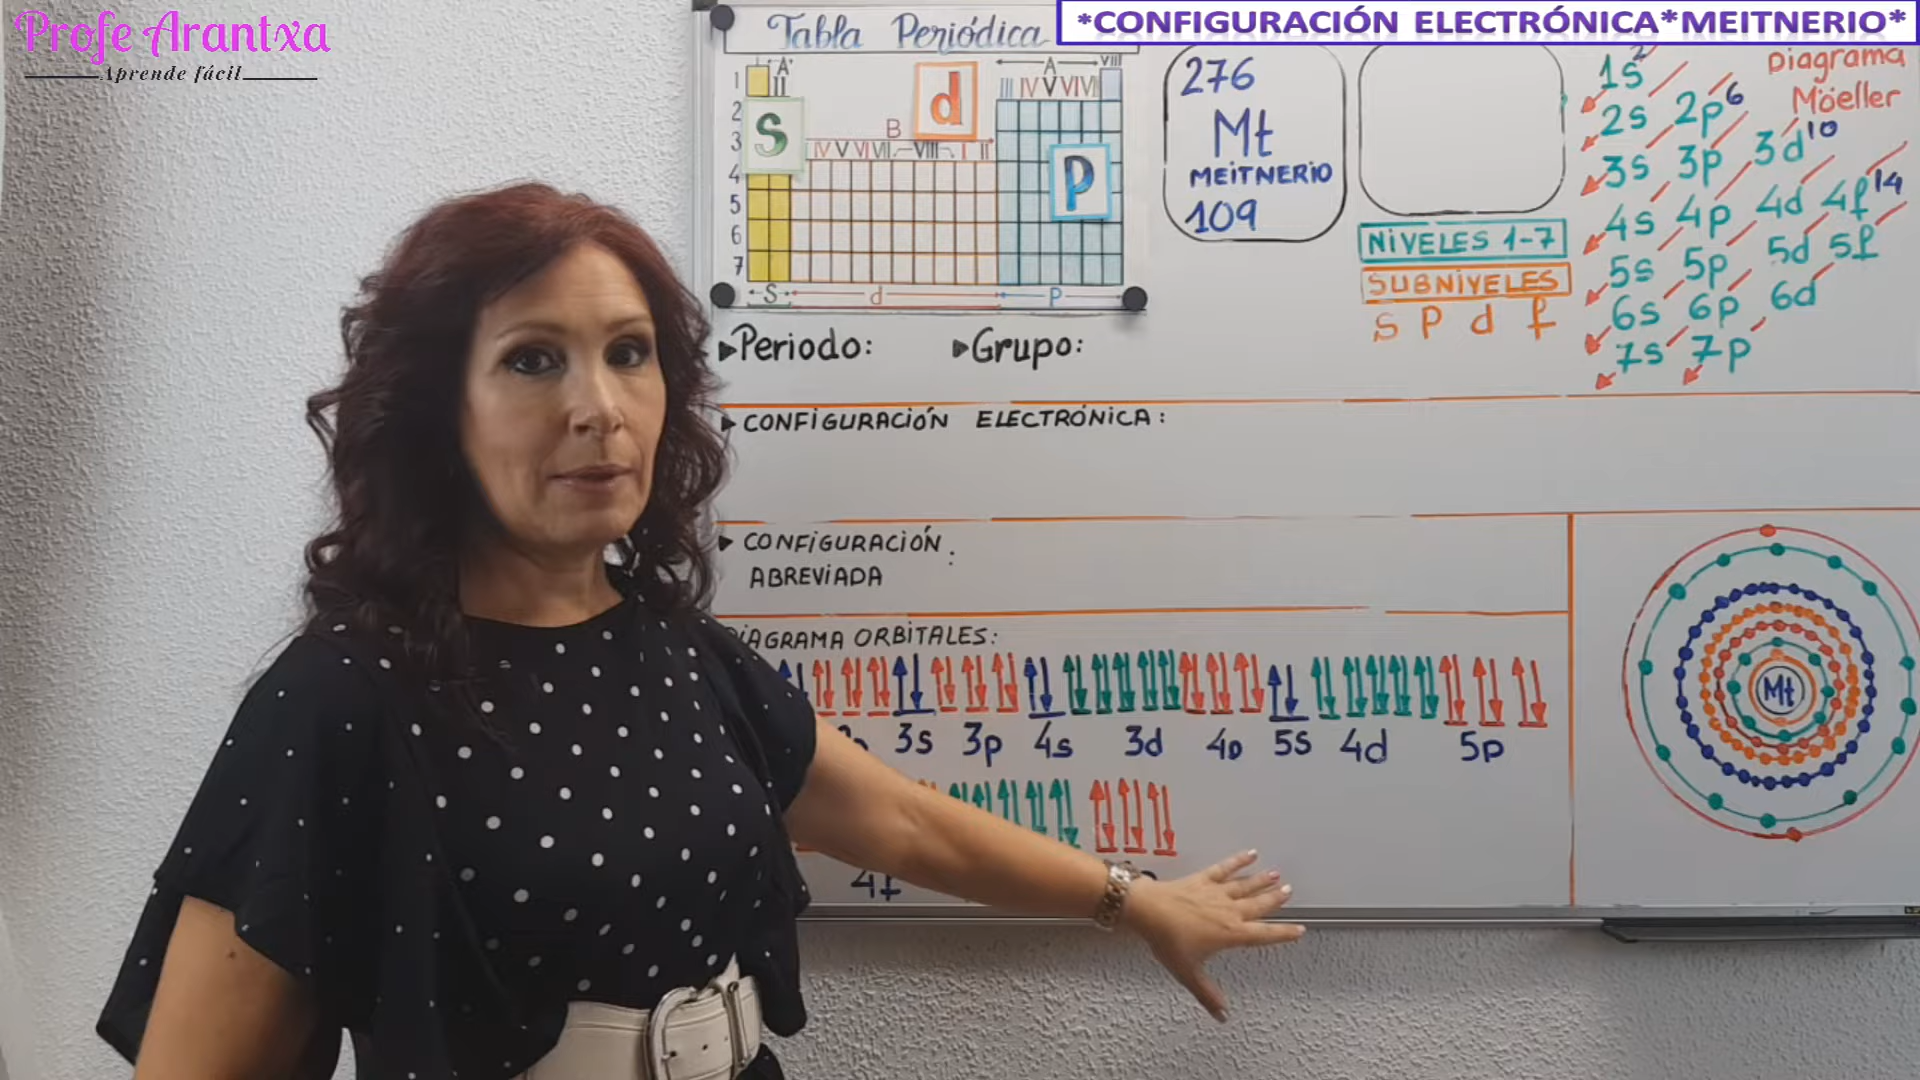 Profe Arantxa
Aprende fácil
*CONFIGURACIÓN ELECTRÓNICA*MEITNERIO*
Tabla Periódica
A A VIII
1 II III IV V VI VII
2 d
S B
3 IV V VI VII VIII I II
4 p
5
6
7
S d P
276
Mt
MEITNERIO
109
NIVELES 1-7
SUBNIVELES
S P d f
Diagrama
Möeller
1s2
2s 2p6
3s 3p 3d10
4s 4p 4d 4f14
5s 5p 5d 5f
6s 6p 6d
7s 7p
Periodo: Grupo:
CONFIGURACIÓN ELECTRÓNICA:
CONFIGURACIÓN :
ABREVIADA
DIAGRAMA ORBITALES:
3s 3p 4s 3d 4p 5s 4d 5p
4f
Mt